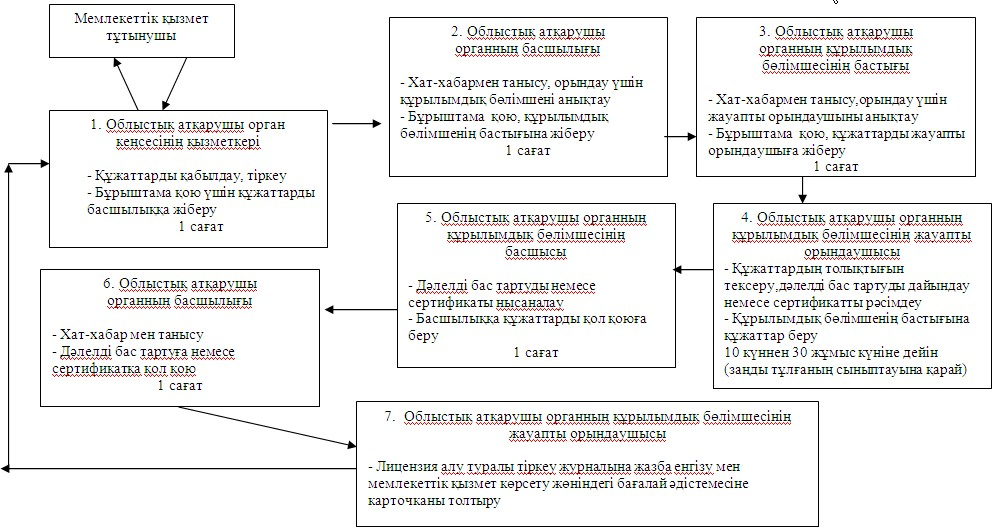 Мемлекеттік қызмет
тұтынушы
1. Облыстық атқарушы орган
кеңсесінің қызметкері
- Құжаттарды қабылдау, тіркеу
- Бұрыштама қою үшін құжаттарды
басшылыққа жіберу
1 сағат
2. Облыстық атқарушы
органның басшылығы
- Хат-хабармен танысу, орындау үшін
құрылымдық бөлімшені анықтау
- Бұрыштама қою, құрылымдық
бөлімшенің бастығына жіберу
1 сағат
3. Облыстық атқарушы
органның құрылымдық
бөлімшесінің бастығы
- Хат-хабармен танысу,орындау үшін
жауапты орындаушыны анықтау
- Бұрыштама қою, құжаттарды жауапты
орындаушыға жіберу
1 сағат
4. Облыстық атқарушы органның
құрылымдық бөлімшесінің жауапты
орындаушысы
- Құжаттардың толықтығын
тексеру,дәлелді бас тартуды дайындау
немесе сертификатты рәсімдеу
- Құрылымдық бөлімшенің бастығына
құжаттар беру
10 күннен 30 жұмыс күніне дейін
(заңды тұлғаның сыныптауына қарай)
5. Облыстық атқарушы органның
құрылымдық бөлімшесінің
басшысы
- Дәлелді бас тартуды немесе
сертификаты нысаналау
- Басшылыққа құжаттарды қол қоюға
беру
1 сағат
6. Облыстық атқарушы
органның басшылығы
- Хат-хабар мен танысу
- Дәлелді бас тартуға немесе
сертификатка қол қою
1 сағат
7. Облыстық атқарушы органның құрылымдық бөлімшесінің
жауапты орындаушысы
- Лицензия алу туралы тіркеу журналына жазба енгізу мен
мемлекеттік қызмет көрсету жөніндегі бағалай әдістемесіне
карточканы толтыру